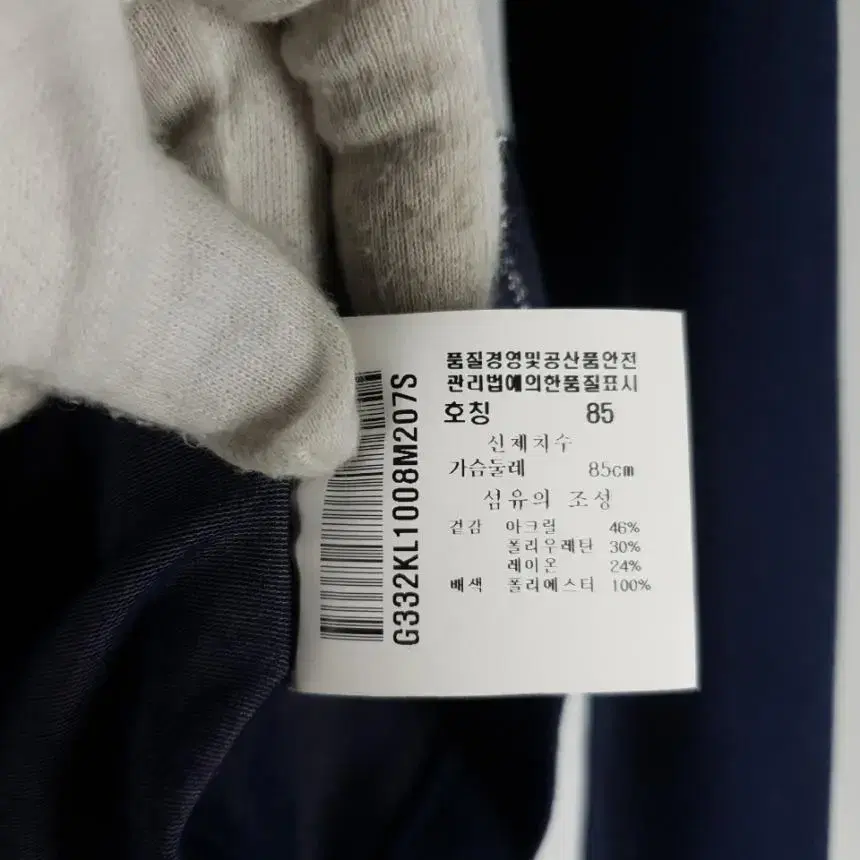 품질경영및공산품안전
관리법에의한품질표시
호칭 85
신체치수
가슴둘레 85cm
섬유의 조성
겉감 아크릴 46%
폴리우레탄 30%
레이온 24%
배색 폴리에스터 100%
G332KL1008M207S